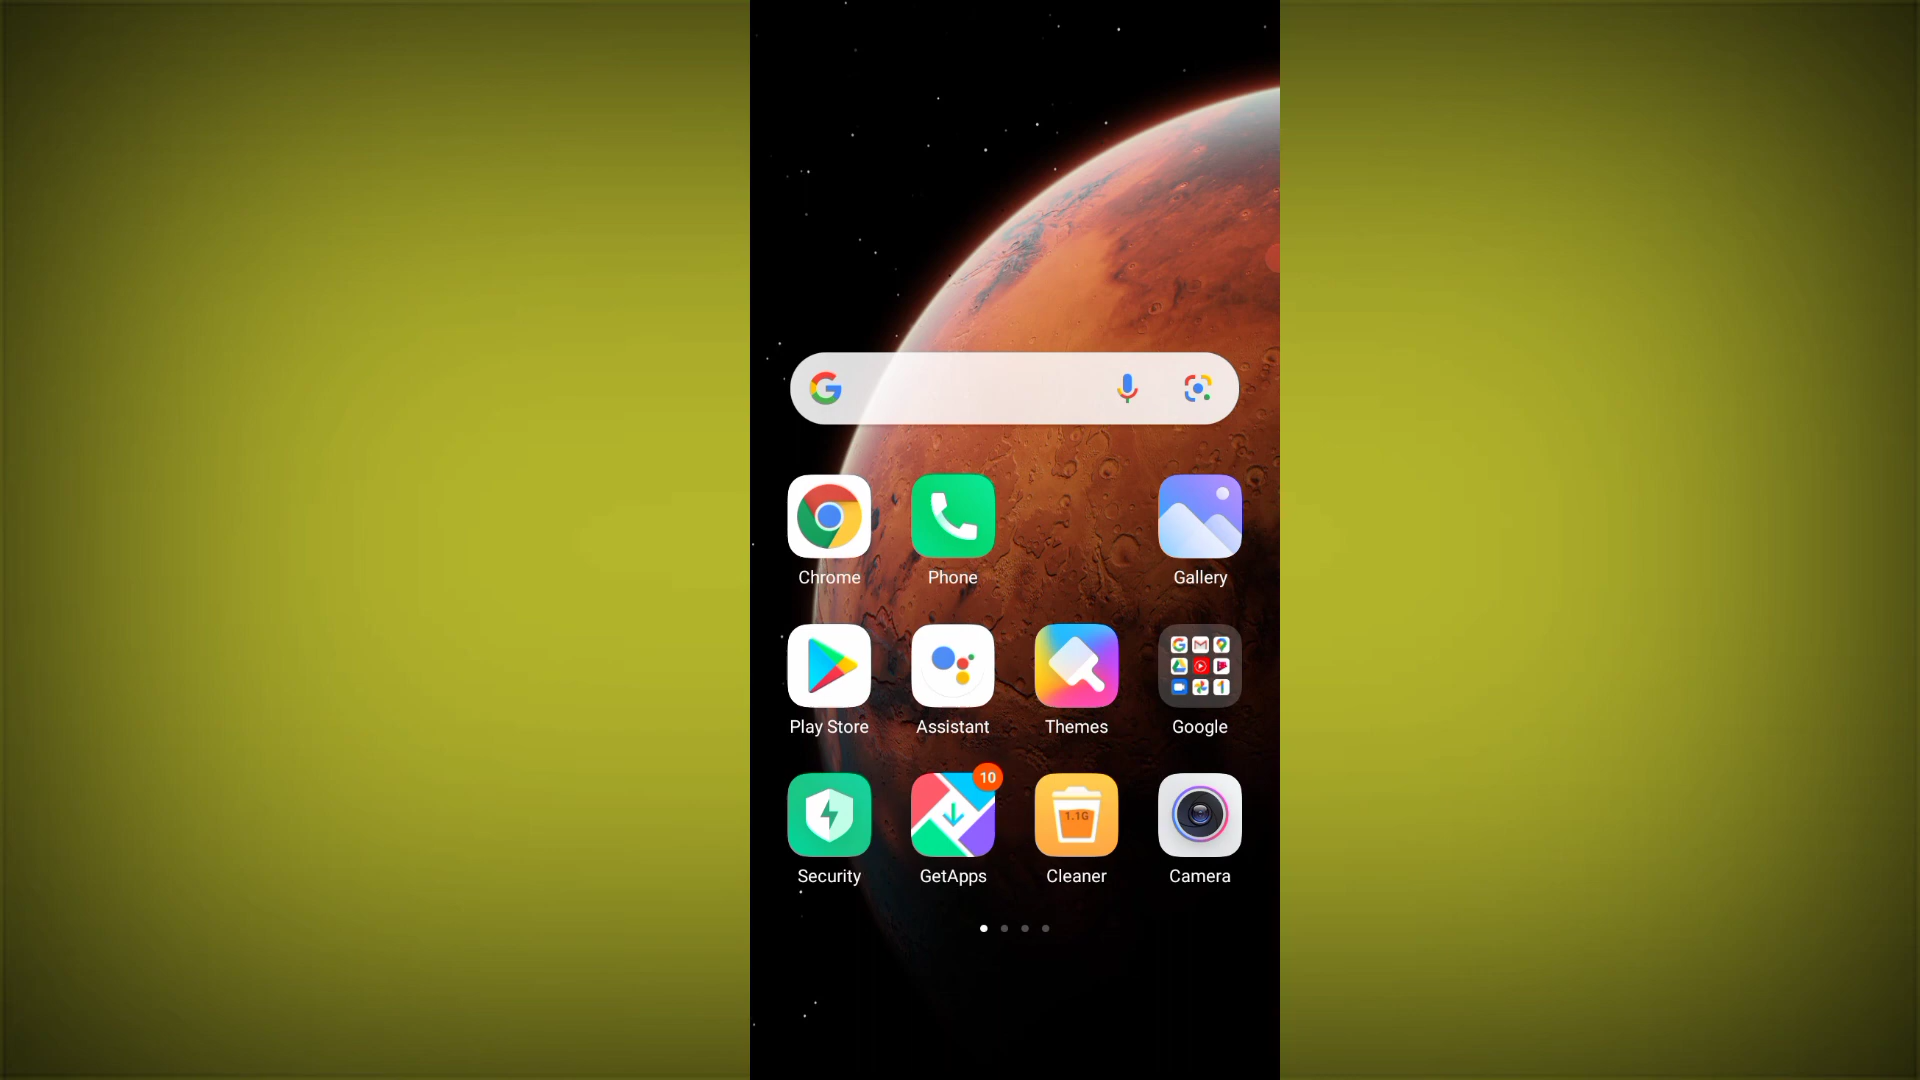 Chrome
Phone
Gallery
Play Store
Assistant
Themes
Google
10
1.1G
Security
GetApps
Cleaner
Camera